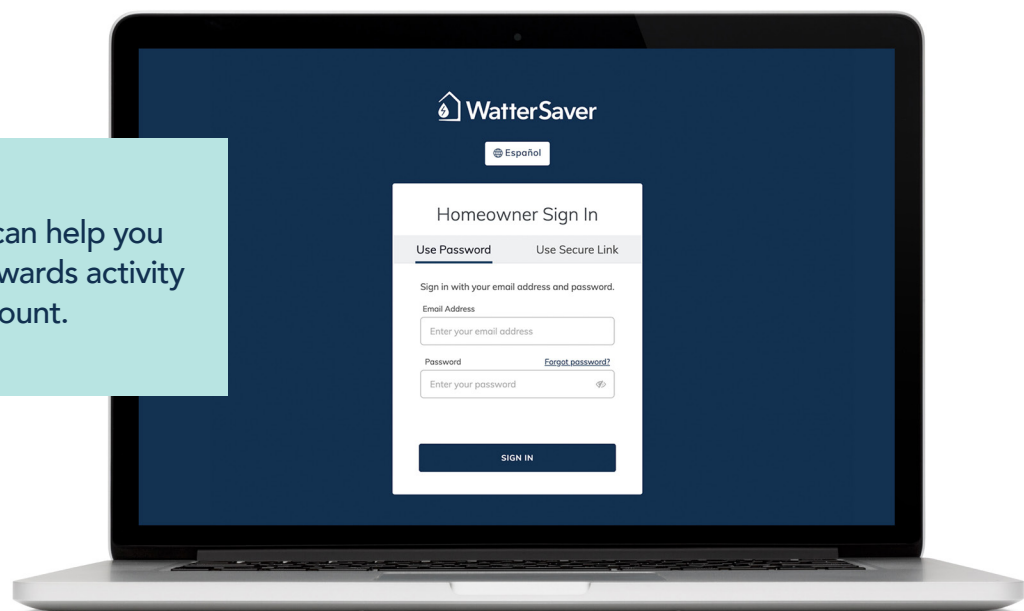 WatterSaver
Español
Homeowner Sign In
Use Password Use Secure Link
Sign in with your email address and password.
Email Address
Enter your email address
Password Forgot password?
Enter your password
SIGN IN
can help you
wards activity
ount.